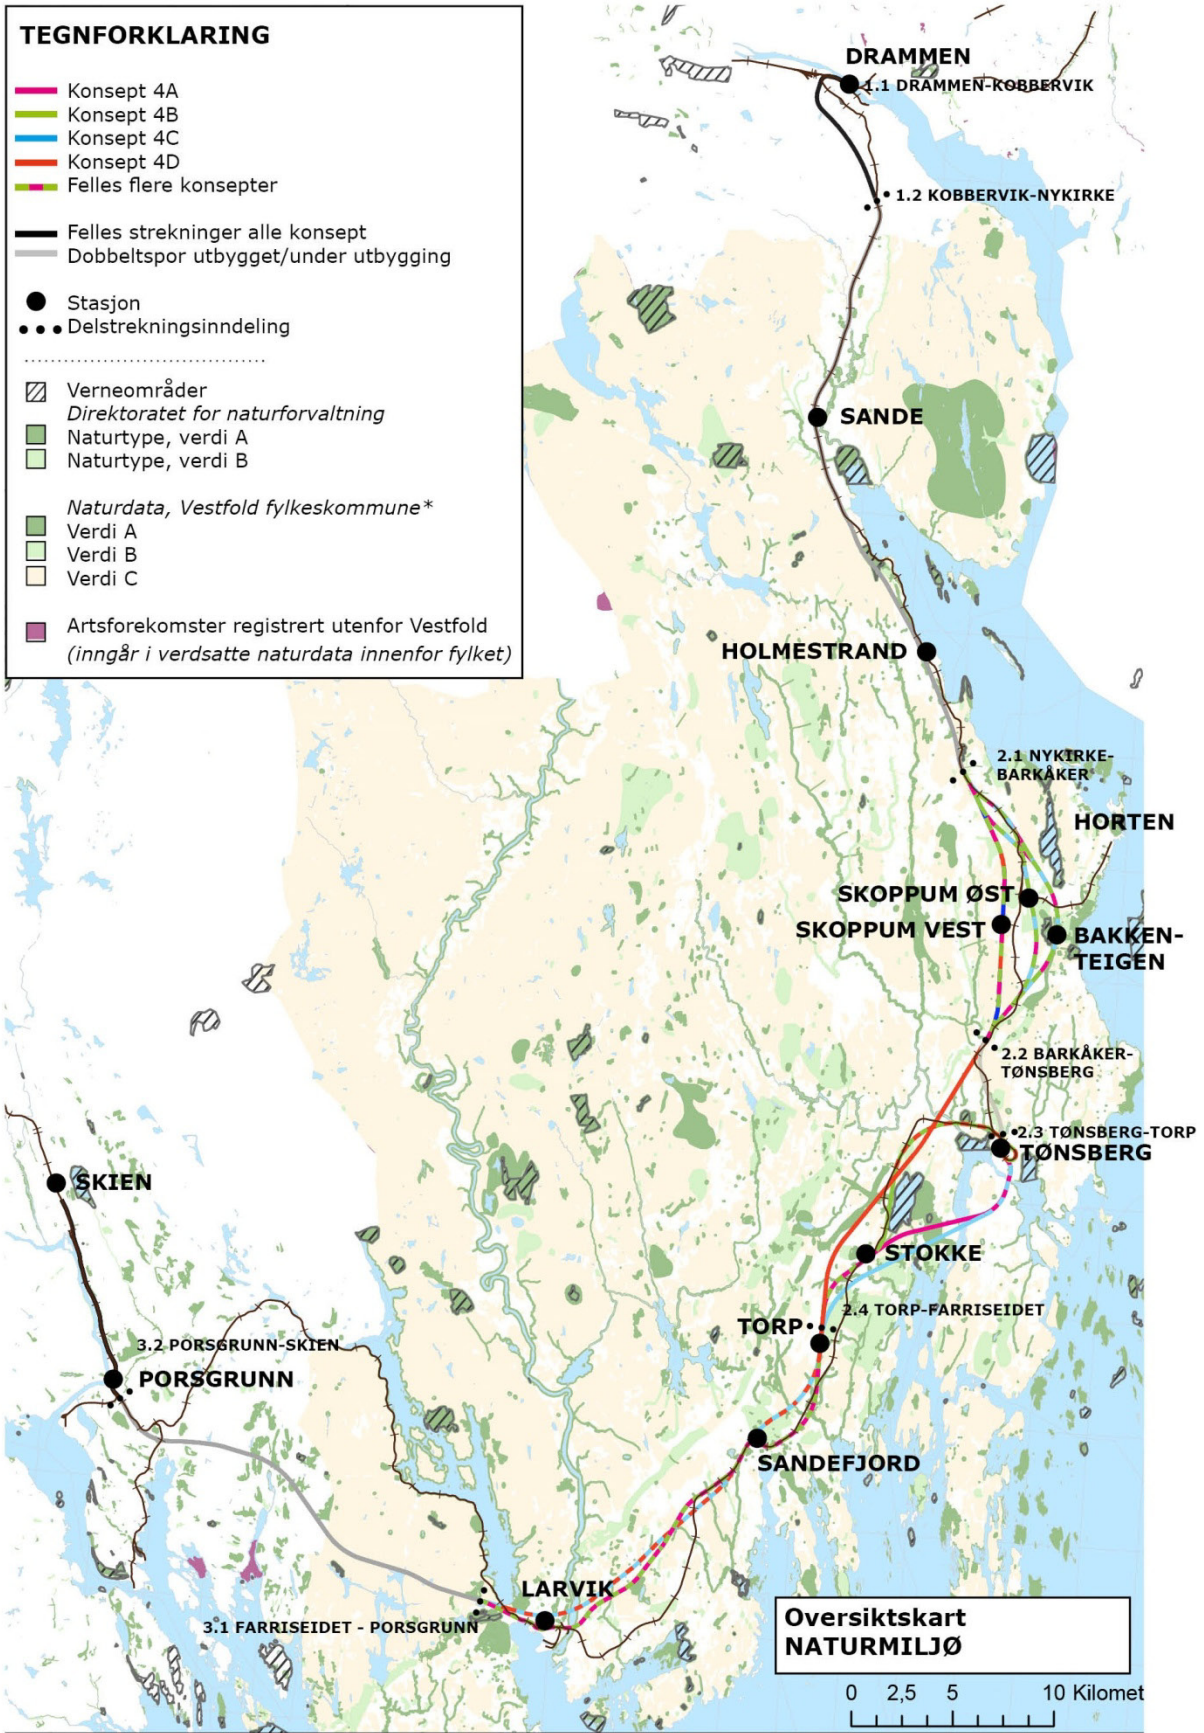 TEGNFORKLARING
Konsept 4A
Konsept 4B
Konsept 4C
Konsept 4D
Felles flere konsepter
Felles strekninger alle konsept
Dobbeltspor utbygget/under utbygging
Stasjon
Delstrekningsinndeling
Verneområder
Direktoratet for naturforvaltning
Naturtype, verdi A
Naturtype, verdi B
Naturdata, Vestfold fylkeskommune*
Verdi A
Verdi B
Verdi C
Artsforekomster registrert utenfor Vestfold
(inngår i verdsatte naturdata innenfor fylket)
DRAMMEN
1.1 DRAMMEN-KOBBERVIK
1.2 KOBBERVIK-NYKIRKE
SANDE
HOLMESTRAND
2.1 NYKIRKE-
BARKÅKER
HORTEN
SKOPPUM ØST
SKOPPUM VEST
BAKKEN-
TEIGEN
2.2 BARKÅKER-
TØNSBERG
2.3 TØNSBERG-TORP
TØNSBERG
SKIEN
STOKKE
2.4 TORP-FARRISEIDET
TORP
3.2 PORSGRUNN-SKIEN
PORSGRUNN
SANDEFJORD
LARVIK
3.1 FARRISEIDET - PORSGRUNN
Oversiktskart
NATURMILJØ
0 2,5 5 10 Kilomet